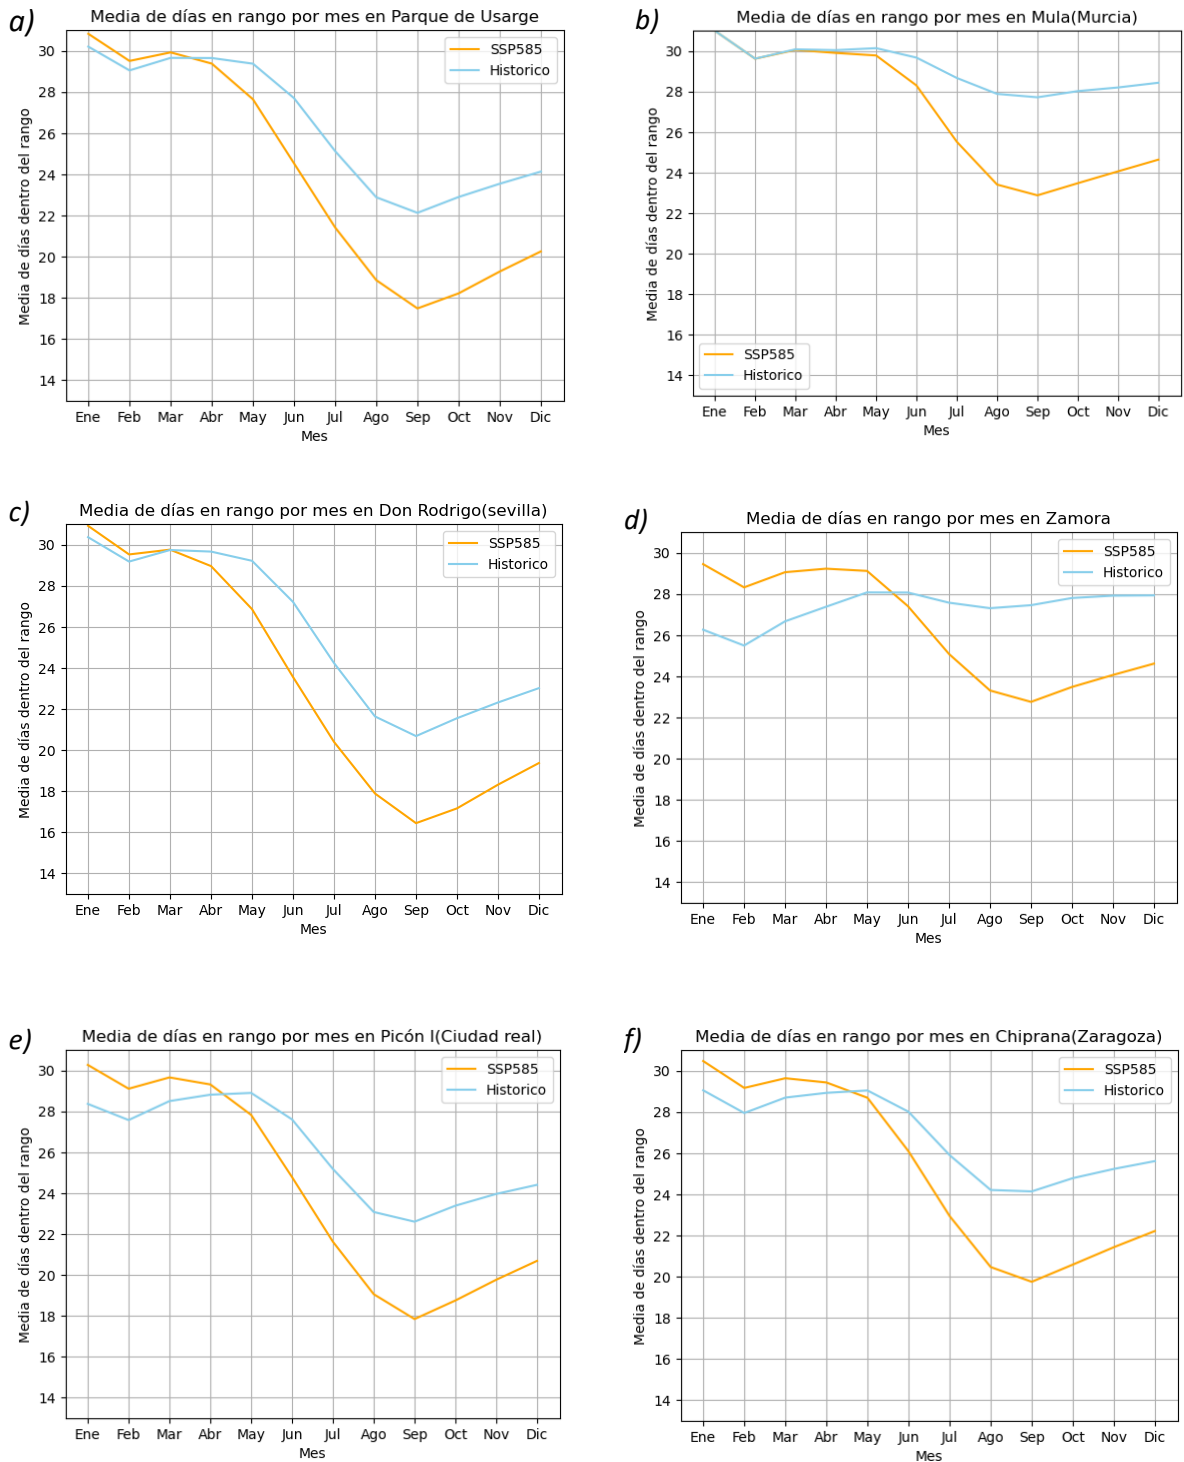 a)
Media de días en rango por mes en Parque de Usarge
Media de días dentro del rango
30
28
26
24
22
20
18
16
14
SSP585
Historico
Ene Feb Mar Abr May Jun Jul Ago Sep Oct Nov Dic
Mes
b)
Media de días en rango por mes en Mula(Murcia)
Media de días dentro del rango
30
28
26
24
22
20
18
16
14
SSP585
Historico
Ene Feb Mar Abr May Jun Jul Ago Sep Oct Nov Dic
Mes
c)
Media de días en rango por mes en Don Rodrigo(sevilla)
Media de días dentro del rango
30
28
26
24
22
20
18
16
14
SSP585
Historico
Ene Feb Mar Abr May Jun Jul Ago Sep Oct Nov Dic
Mes
d)
Media de días en rango por mes en Zamora
Media de días dentro del rango
30
28
26
24
22
20
18
16
14
SSP585
Historico
Ene Feb Mar Abr May Jun Jul Ago Sep Oct Nov Dic
Mes
e)
Media de días en rango por mes en Picón I(Ciudad real)
Media de días dentro del rango
30
28
26
24
22
20
18
16
14
SSP585
Historico
Ene Feb Mar Abr May Jun Jul Ago Sep Oct Nov Dic
Mes
f)
Media de días en rango por mes en Chiprana(Zaragoza)
Media de días dentro del rango
30
28
26
24
22
20
18
16
14
SSP585
Historico
Ene Feb Mar Abr May Jun Jul Ago Sep Oct Nov Dic
Mes